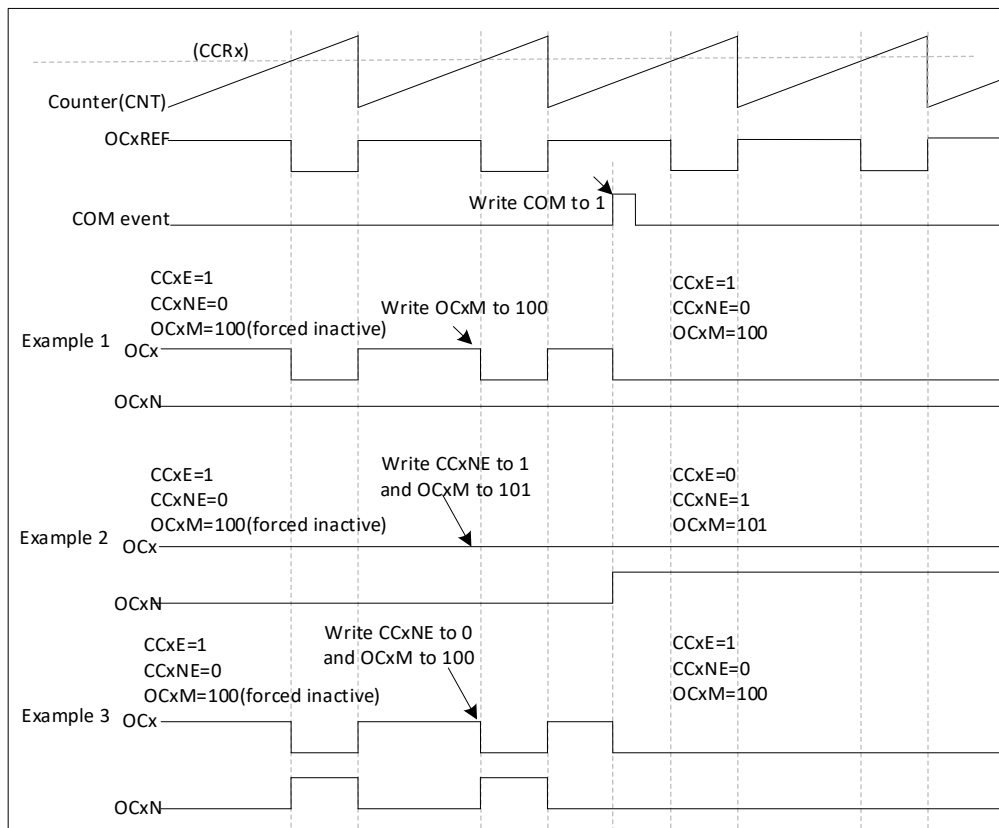 (CCRx)
Counter(CNT)
OCxREF
Write COM to 1
COM event
CCxE=1
CCxNE=0
OCxM=100(forced inactive)
Write OCxM to 100
CCxE=1
CCxNE=0
OCxM=100
Example 1
OCx
OCxN
CCxE=1
CCxNE=0
OCxM=100(forced inactive)
Write CCxNE to 1
and OCxM to 101
CCxE=0
CCxNE=1
OCxM=101
Example 2
OCx
OCxN
CCxE=1
CCxNE=0
OCxM=100(forced inactive)
Write CCxNE to 0
and OCxM to 100
CCxE=1
CCxNE=0
OCxM=100
Example 3
OCx
OCxN